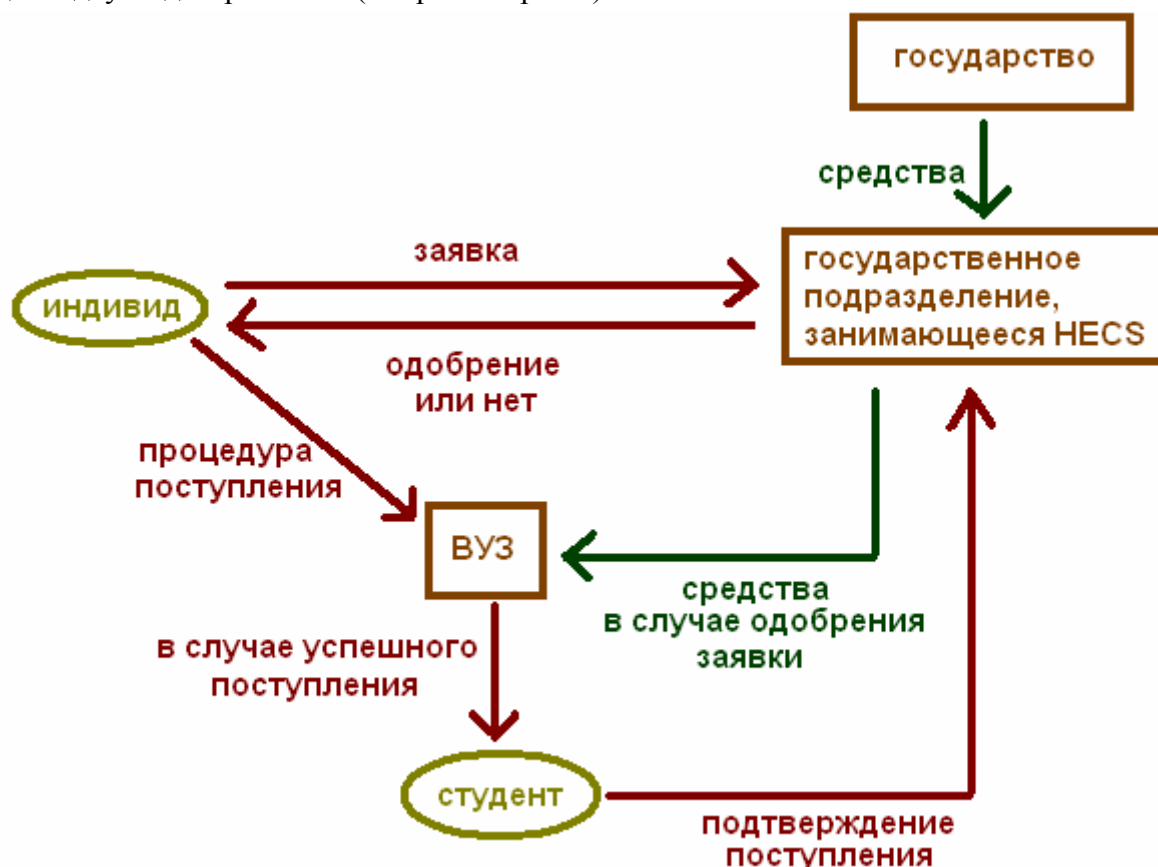 государство
средства
заявка
государственное
подразделение,
занимающееся HECS
индивид
одобрение
или нет
процедура
поступления
ВУЗ
средства
в случае одобрения
заявки
в случае успешного
поступления
студент
подтверждение
поступления